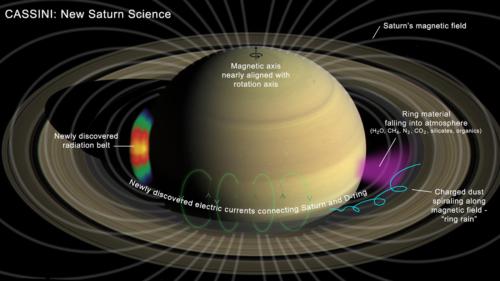 CASSINI: New Saturn Science
Saturn's magnetic field
Magnetic axis
nearly aligned with
rotation axis
Ring material
falling into atmosphere
(H₂O, CH₄, N₂, CO₂, silicates, organics)
Newly discovered
radiation belt
Newly discovered electric currents connecting Saturn and D-ring
Charged dust
spiraling along
magnetic field -
"ring rain"